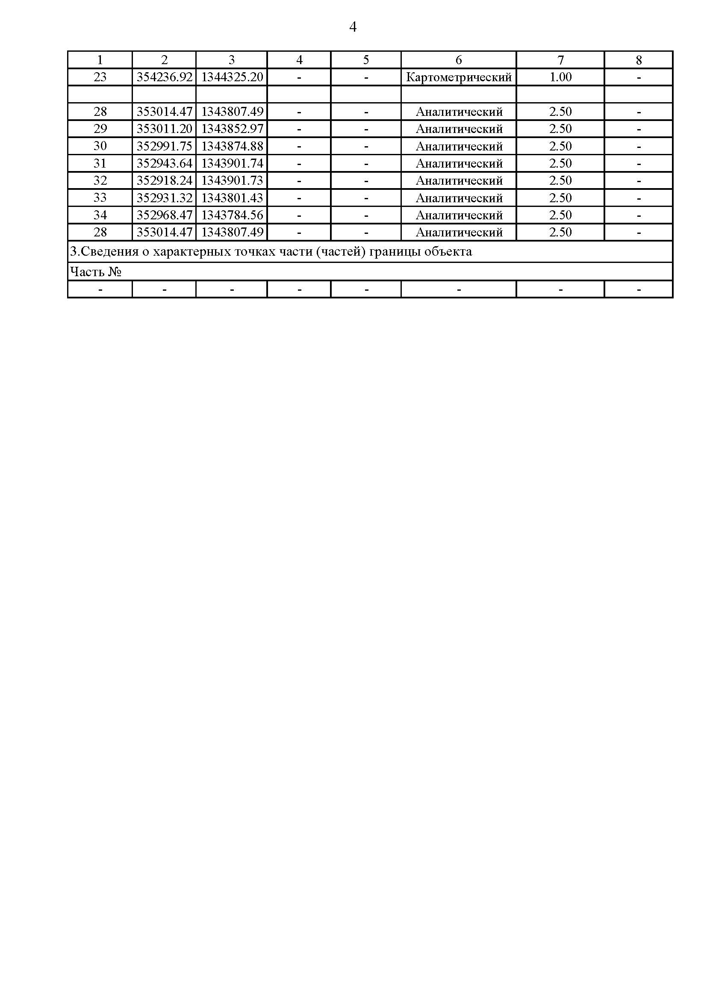 4
1 2 3 4 5 6 7 8
23 354236.92 1344325.20 - - Картометрический 1.00 -
28 353014.47 1343807.49 - - Аналитический 2.50 -
29 353011.20 1343852.97 - - Аналитический 2.50 -
30 352991.75 1343874.88 - - Аналитический 2.50 -
31 352943.64 1343901.74 - - Аналитический 2.50 -
32 352918.24 1343901.73 - - Аналитический 2.50 -
33 352931.32 1343801.43 - - Аналитический 2.50 -
34 352968.47 1343784.56 - - Аналитический 2.50 -
28 353014.47 1343807.49 - - Аналитический 2.50 -
3.Сведения о характерных точках части (частей) границы объекта
Часть №
- - - - - - - -